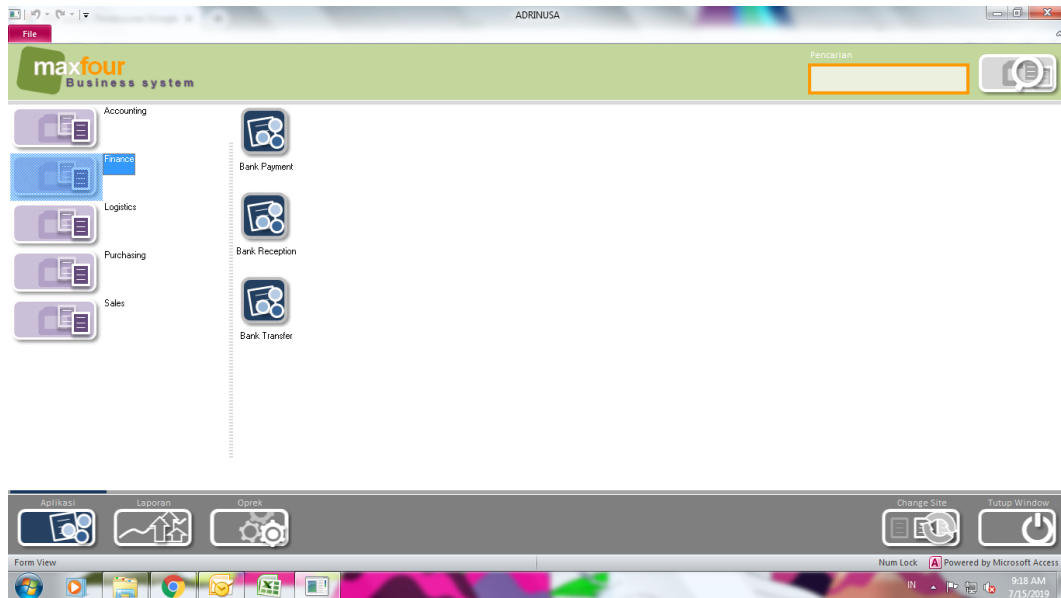 ADRINUSA
File
maxfour
Business system
Pencarian
Accounting
Finance
Logistics
Purchasing
Sales
Bank Payment
Bank Reception
Bank Transfer
Aplikasi
Laporan
Oprek
Change Site
Tutup Window
Form View
Num Lock
A Powered by Microsoft Access
IN
9:18 AM
7/15/2019